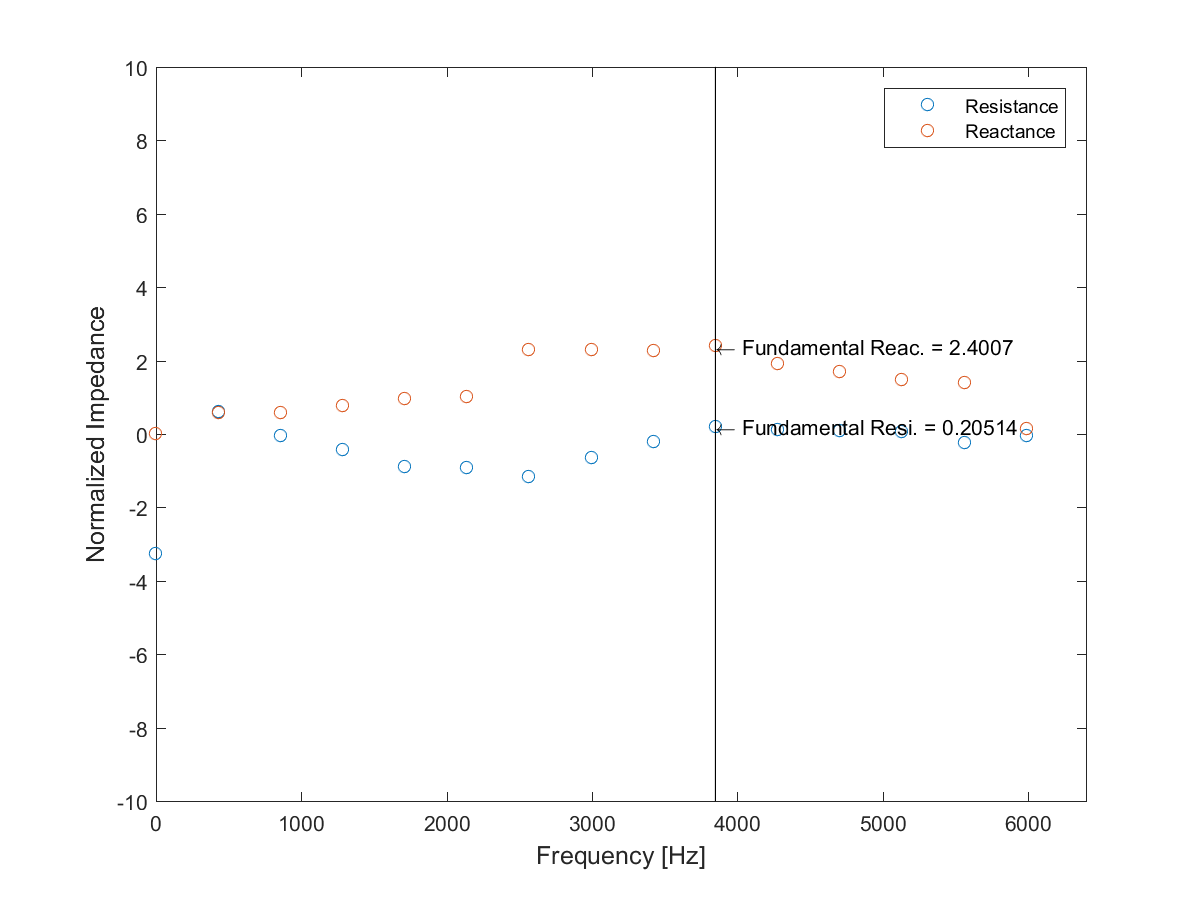 10
8
6
4
2
0
-2
-4
-6
-8
-10
Normalized Impedance
Resistance
Reactance
← Fundamental Reac. = 2.4007
← Fundamental Resi. = 0.20514
0 1000 2000 3000 4000 5000 6000
Frequency [Hz]